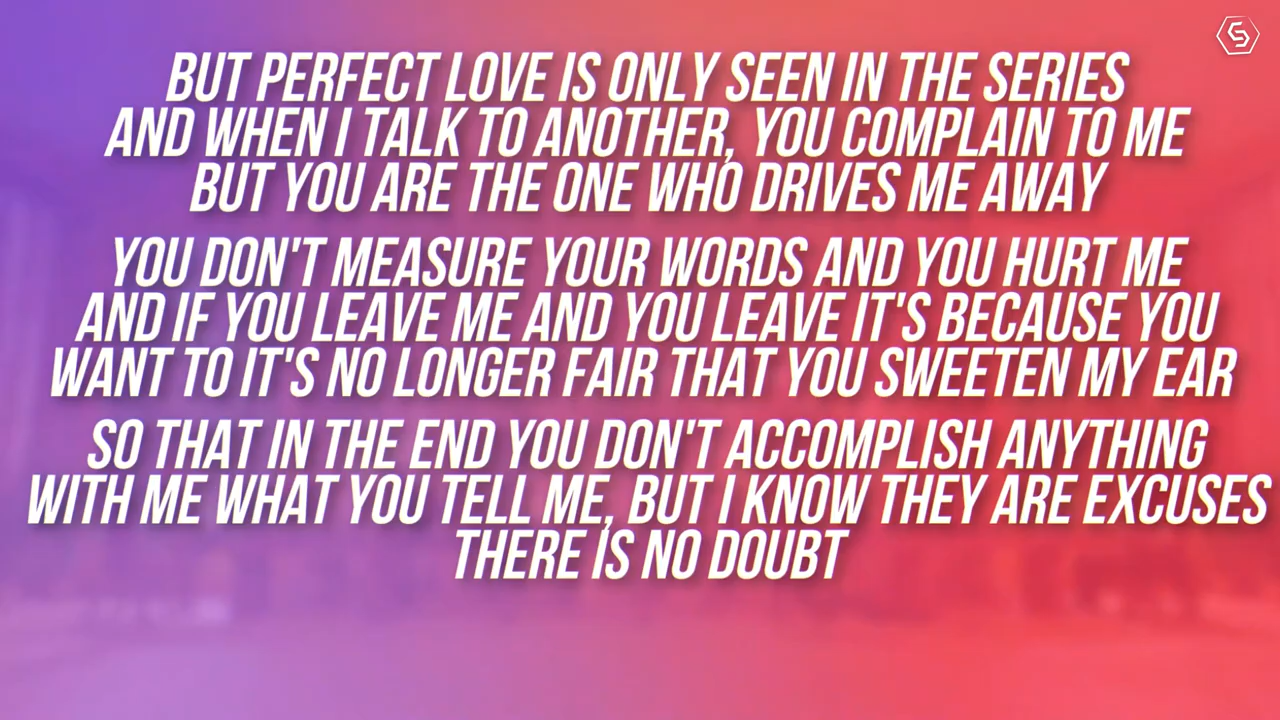 BUT PERFECT LOVE IS ONLY SEEN IN THE SERIES
AND WHEN I TALK TO ANOTHER, YOU COMPLAIN TO ME
BUT YOU ARE THE ONE WHO DRIVES ME AWAY
YOU DON'T MEASURE YOUR WORDS AND YOU HURT ME
AND IF YOU LEAVE ME AND YOU LEAVE IT'S BECAUSE YOU
WANT TO IT'S NO LONGER FAIR THAT YOU SWEETEN MY EAR
SO THAT IN THE END YOU DON'T ACCOMPLISH ANYTHING
WITH ME WHAT YOU TELL ME, BUT I KNOW THEY ARE EXCUSES
THERE IS NO DOUBT